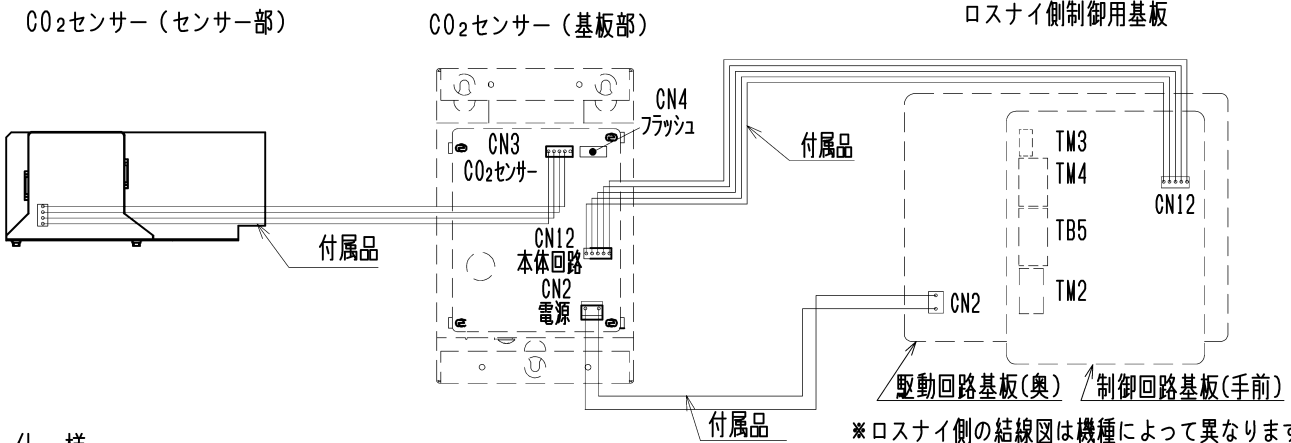 CO₂センサー（センサー部）
CO₂センサー（基板部）
ロスナイ側制御用基板
CN4
フラッシュ
CN3
CO₂センサー
付属品
TM3
TM4
CN12
TB5
付属品
CN12
本体回路
CN2
電源
TM2
CN2
駆動回路基板(奥)
制御回路基板(手前)
付属品
※ロスナイ側の結線図は機種によって異なります
仕 様